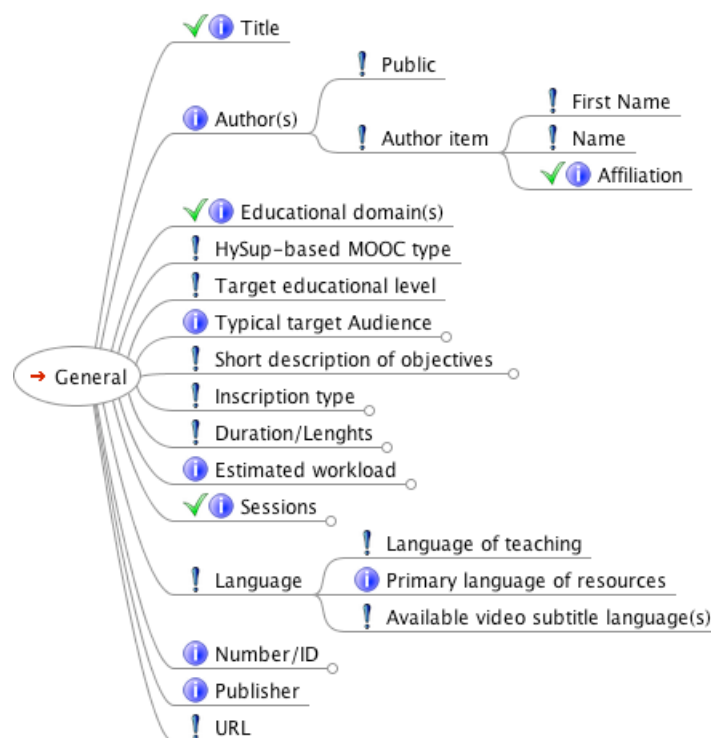 Title
Public
Author(s)
First Name
Author item
Name
Affiliation
Educational domain(s)
HySup-based MOOC type
Target educational level
Typical target Audience
Short description of objectives
General
Inscription type
Duration/Lenghts
Estimated workload
Sessions
Language of teaching
Language
Primary language of resources
Available video subtitle language(s)
Number/ID
Publisher
URL